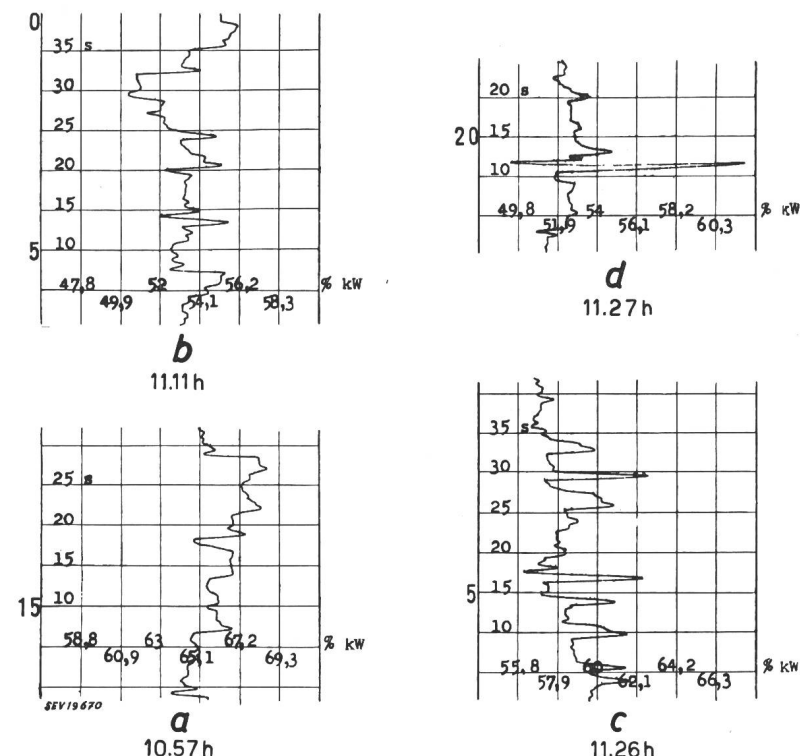 0
35 s
30
25
20
15
5 10
47,8 52 56,2 % kW
49,9 54,1 58,3
b
11.11 h
20 s
20 15
10
49,8 54 58,2 % kW
51,9 56,1 60,3
d
11.27 h
25 s
20
15
15 10
58,8 63 67,2 % kW
60,9 65,1 69,3
SEV19670
a
10.57 h
35 s
30
25
20
5 15
10
55,8 60 64,2 % kW
57,9 62,1 66,3
c
11.26 h